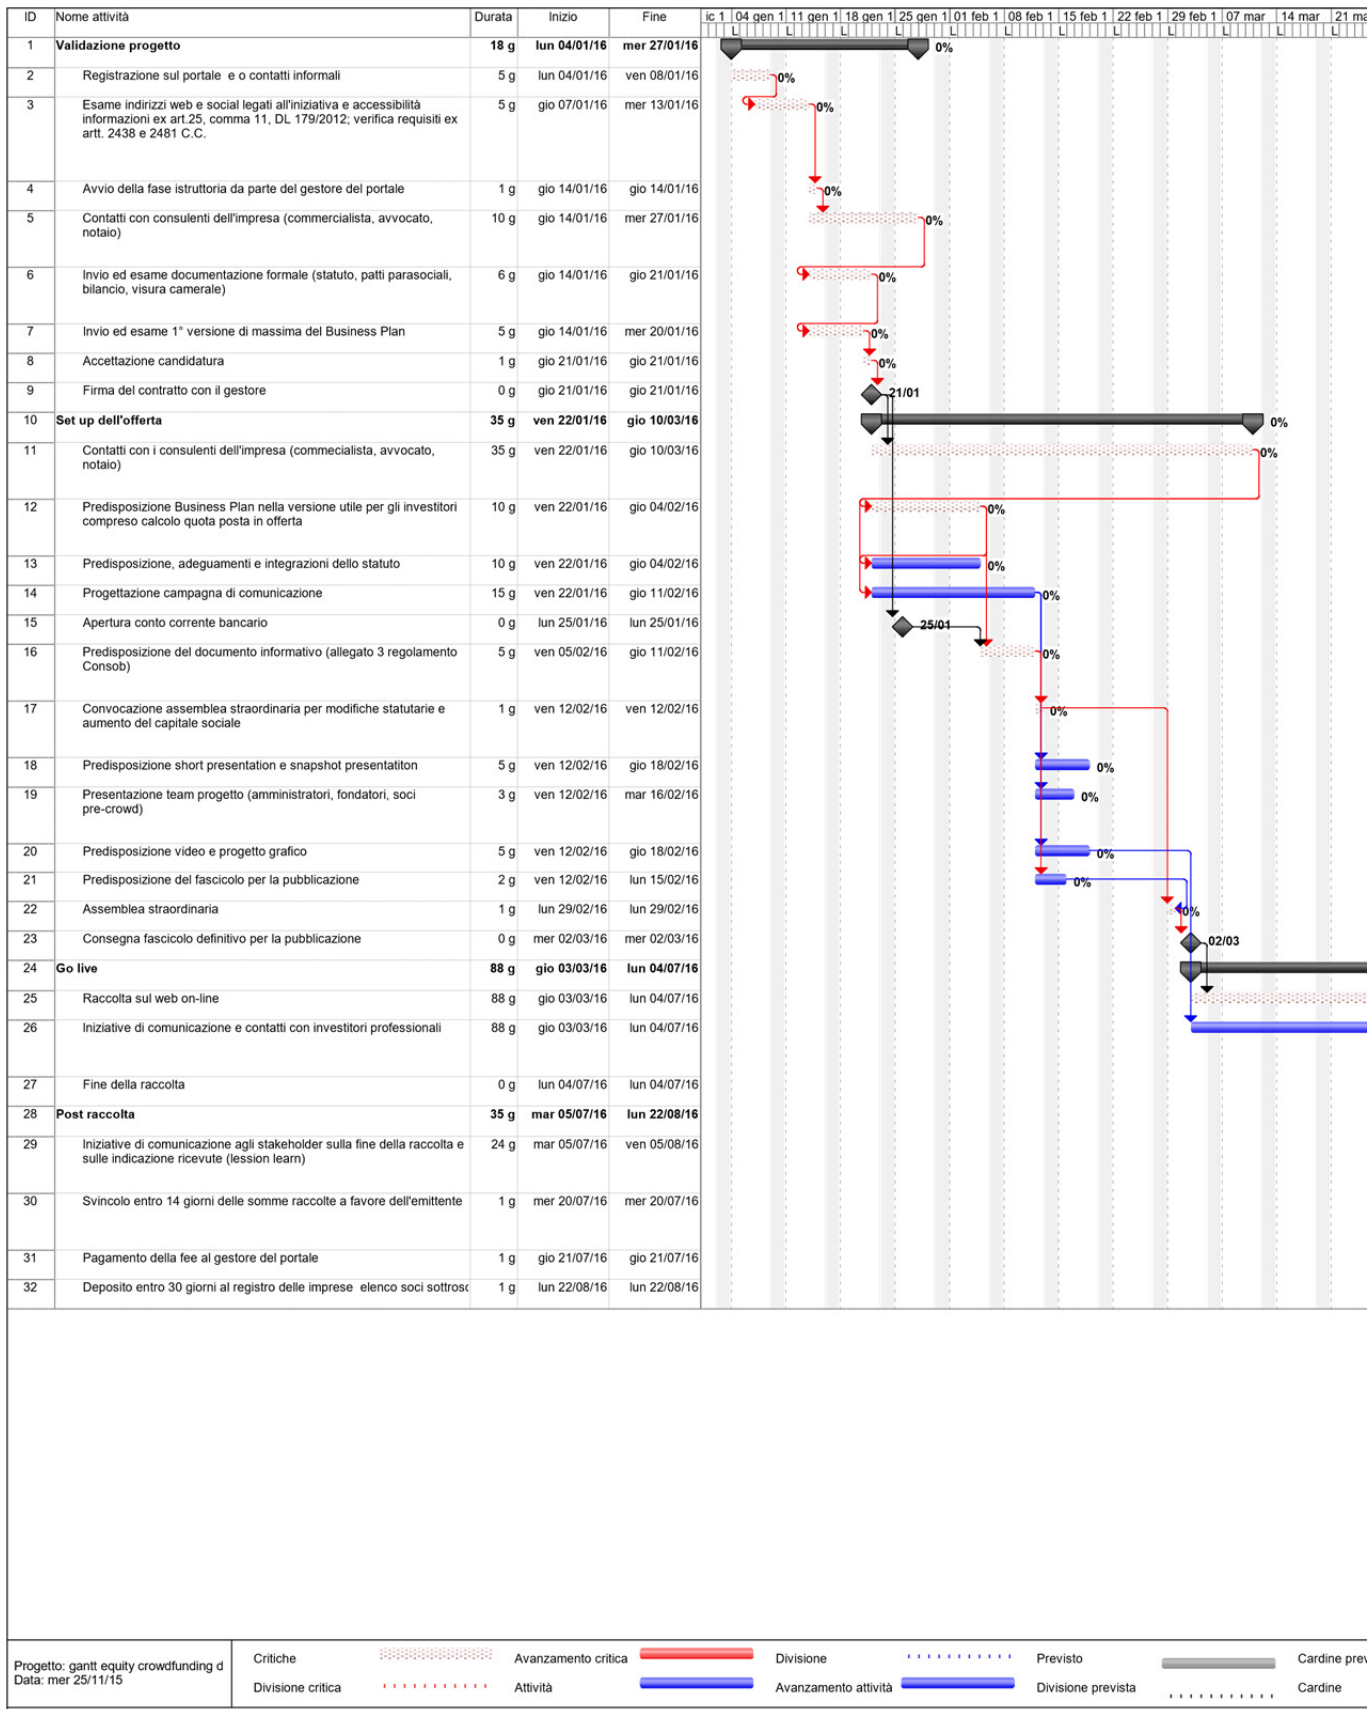 ID Nome attività Durata Inizio Fine ic 1 04 gen 1 11 gen 1 18 gen 1 25 gen 1 01 feb 1 08 feb 1 15 feb 1 22 feb 1 29 feb 1 07 mar 14 mar 21 ma
L L L L L L L L L L L L
1 Validazione progetto 18 g lun 04/01/16 mer 27/01/16 0%
2 Registrazione sul portale e o contatti informali 5 g lun 04/01/16 ven 08/01/16 0%
3 Esame indirizzi web e social legati all'iniziativa e accessibilità 5 g gio 07/01/16 mer 13/01/16 0%
informazioni ex art.25, comma 11, DL 179/2012; verifica requisiti ex
artt. 2438 e 2481 C.C.
4 Avvio della fase istruttoria da parte del gestore del portale 1 g gio 14/01/16 gio 14/01/16 0%
5 Contatti con consulenti dell'impresa (commercialista, avvocato, 10 g gio 14/01/16 mer 27/01/16 0%
notaio)
6 Invio ed esame documentazione formale (statuto, patti parasociali, 6 g gio 14/01/16 gio 21/01/16 0%
bilancio, visura camerale)
7 Invio ed esame 1° versione di massima del Business Plan 5 g gio 14/01/16 mer 20/01/16 0%
8 Accettazione candidatura 1 g gio 21/01/16 gio 21/01/16 0%
9 Firma del contratto con il gestore 0 g gio 21/01/16 gio 21/01/16 21/01
10 Set up dell'offerta 35 g ven 22/01/16 gio 10/03/16 0%
11 Contatti con i consulenti dell'impresa (commecialista, avvocato, 35 g ven 22/01/16 gio 10/03/16 0%
notaio)
12 Predisposizione Business Plan nella versione utile per gli investitori 10 g ven 22/01/16 gio 04/02/16 0%
compreso calcolo quota posta in offerta
13 Predisposizione, adeguamenti e integrazioni dello statuto 10 g ven 22/01/16 gio 04/02/16 0%
14 Progettazione campagna di comunicazione 15 g ven 22/01/16 gio 11/02/16 0%
15 Apertura conto corrente bancario 0 g lun 25/01/16 lun 25/01/16 25/01
16 Predisposizione del documento informativo (allegato 3 regolamento 5 g ven 05/02/16 gio 11/02/16 0%
Consob)
17 Convocazione assemblea straordinaria per modifiche statutarie e 1 g ven 12/02/16 ven 12/02/16 0%
aumento del capitale sociale
18 Predisposizione short presentation e snapshot presentatiton 5 g ven 12/02/16 gio 18/02/16 0%
19 Presentazione team progetto (amministratori, fondatori, soci 3 g ven 12/02/16 mar 16/02/16 0%
pre-crowd)
20 Predisposizione video e progetto grafico 5 g ven 12/02/16 gio 18/02/16 0%
21 Predisposizione del fascicolo per la pubblicazione 2 g ven 12/02/16 lun 15/02/16 0%
22 Assemblea straordinaria 1 g lun 29/02/16 lun 29/02/16 0%
23 Consegna fascicolo definitivo per la pubblicazione 0 g mer 02/03/16 mer 02/03/16 02/03
24 Go live 88 g gio 03/03/16 lun 04/07/16
25 Raccolta sul web on-line 88 g gio 03/03/16 lun 04/07/16
26 Iniziative di comunicazione e contatti con investitori professionali 88 g gio 03/03/16 lun 04/07/16
27 Fine della raccolta 0 g lun 04/07/16 lun 04/07/16
28 Post raccolta 35 g mar 05/07/16 lun 22/08/16
29 Iniziative di comunicazione agli stakeholder sulla fine della raccolta e 24 g mar 05/07/16 ven 05/08/16
sulle indicazione ricevute (lession learn)
30 Svincolo entro 14 giorni delle somme raccolte a favore dell'emittente 1 g mer 20/07/16 mer 20/07/16
31 Pagamento della fee al gestore del portale 1 g gio 21/07/16 gio 21/07/16
32 Deposito entro 30 giorni al registro delle imprese elenco soci sottrosc 1 g lun 22/08/16 lun 22/08/16
Progetto: gantt equity crowdfunding d
Data: mer 25/11/15
Critiche Avanzamento critica Divisione Previsto Cardine prev
Divisione critica Attività Avanzamento attività Divisione prevista Cardine